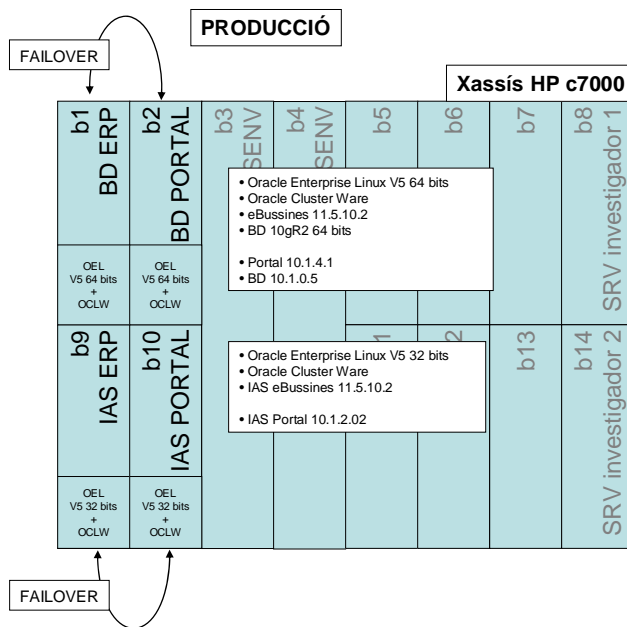 PRODUCCIÓ
FAILOVER
Xassís HP c7000
b1
BD ERP
b2
BD PORTAL
b3
SENV
b4
SENV
b5
b6
b7
b8
SRV investigador 1
• Oracle Enterprise Linux V5 64 bits
• Oracle Cluster Ware
• eBussines 11.5.10.2
• BD 10gR2 64 bits
• Portal 10.1.4.1
• BD 10.1.0.5
OEL
V5 64 bits
+
OCLW
OEL
V5 64 bits
+
OCLW
b9
IAS ERP
b10
IAS PORTAL
b13
b14
SRV investigador 2
• Oracle Enterprise Linux V5 32 bits
• Oracle Cluster Ware
• IAS eBussines 11.5.10.2
• IAS Portal 10.1.2.02
OEL
V5 32 bits
+
OCLW
OEL
V5 32 bits
+
OCLW
FAILOVER